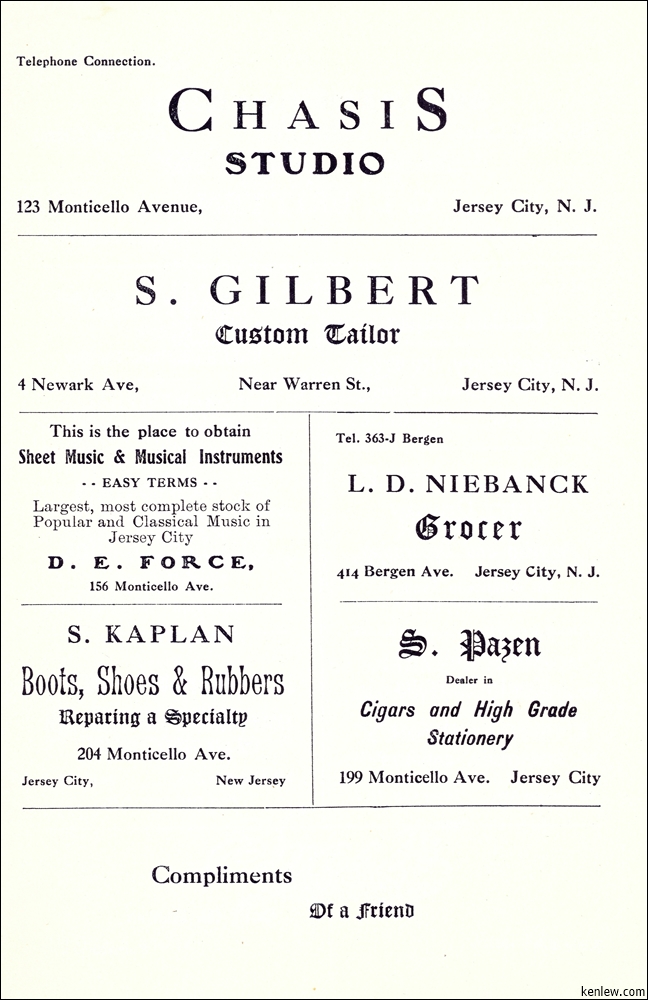 Telephone Connection.
CHASIS
STUDIO
123 Monticello Avenue, Jersey City, N. J.
S. GILBERT
Custom Tailor
4 Newark Ave, Near Warren St., Jersey City, N. J.
This is the place to obtain
Sheet Music & Musical Instruments
- - EASY TERMS - -
Largest, most complete stock of
Popular and Classical Music in
Jersey City
D. E. FORCE,
156 Monticello Ave.
S. KAPLAN
Boots, Shoes & Rubbers
Reparing a Specialty
204 Monticello Ave.
Jersey City, New Jersey
Tel. 363-J Bergen
L. D. NIEBANCK
Grocer
414 Bergen Ave. Jersey City, N. J.
S. Pazen
Dealer in
Cigars and High Grade
Stationery
199 Monticello Ave. Jersey City
Compliments
Of a Friend
kenlew.com